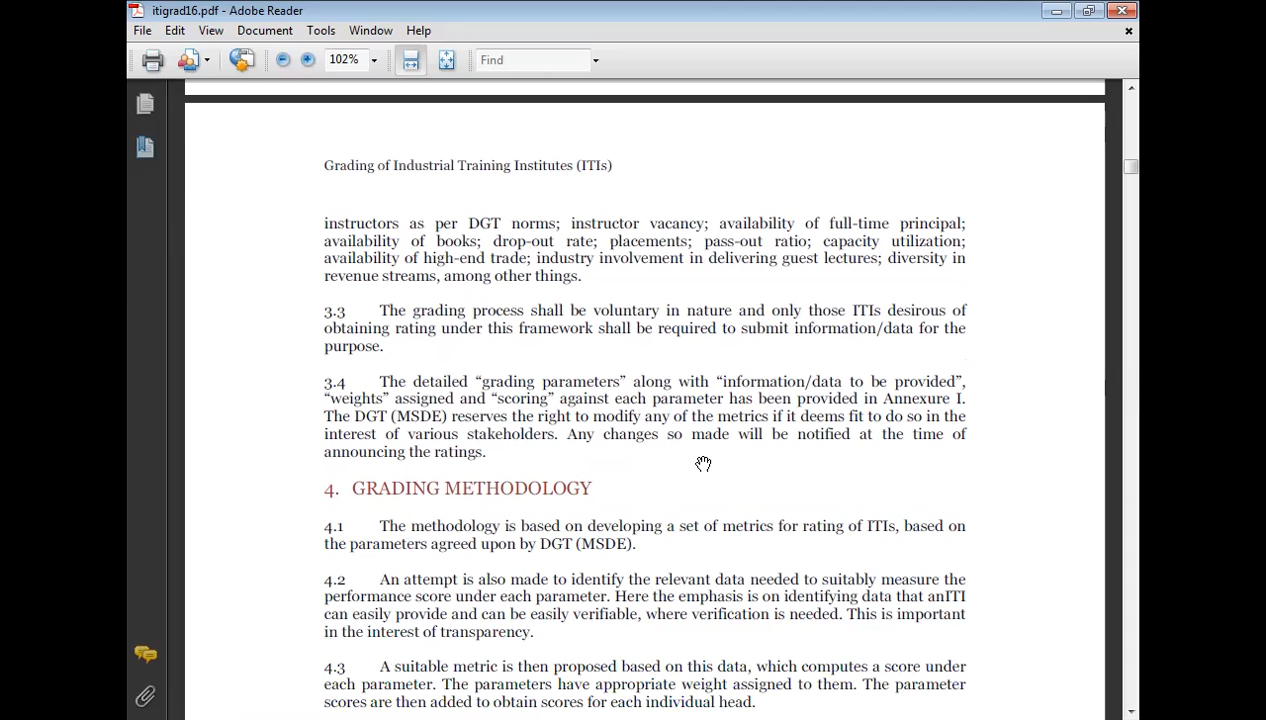 itigrad16.pdf - Adobe Reader
File Edit View Document Tools Window Help
102% Find
Grading of Industrial Training Institutes (ITIs)
instructors as per DGT norms; instructor vacancy; availability of full-time principal;
availability of books; drop-out rate; placements; pass-out ratio; capacity utilization;
availability of high-end trade; industry involvement in delivering guest lectures; diversity in
revenue streams, among other things.
3.3 The grading process shall be voluntary in nature and only those ITIs desirous of
obtaining rating under this framework shall be required to submit information/data for the
purpose.
3.4 The detailed “grading parameters” along with “information/data to be provided”,
“weights” assigned and “scoring” against each parameter has been provided in Annexure I.
The DGT (MSDE) reserves the right to modify any of the metrics if it deems fit to do so in the
interest of various stakeholders. Any changes so made will be notified at the time of
announcing the ratings.
4. GRADING METHODOLOGY
4.1 The methodology is based on developing a set of metrics for rating of ITIs, based on
the parameters agreed upon by DGT (MSDE).
4.2 An attempt is also made to identify the relevant data needed to suitably measure the
performance score under each parameter. Here the emphasis is on identifying data that anITI
can easily provide and can be easily verifiable, where verification is needed. This is important
in the interest of transparency.
4.3 A suitable metric is then proposed based on this data, which computes a score under
each parameter. The parameters have appropriate weight assigned to them. The parameter
scores are then added to obtain scores for each individual head.